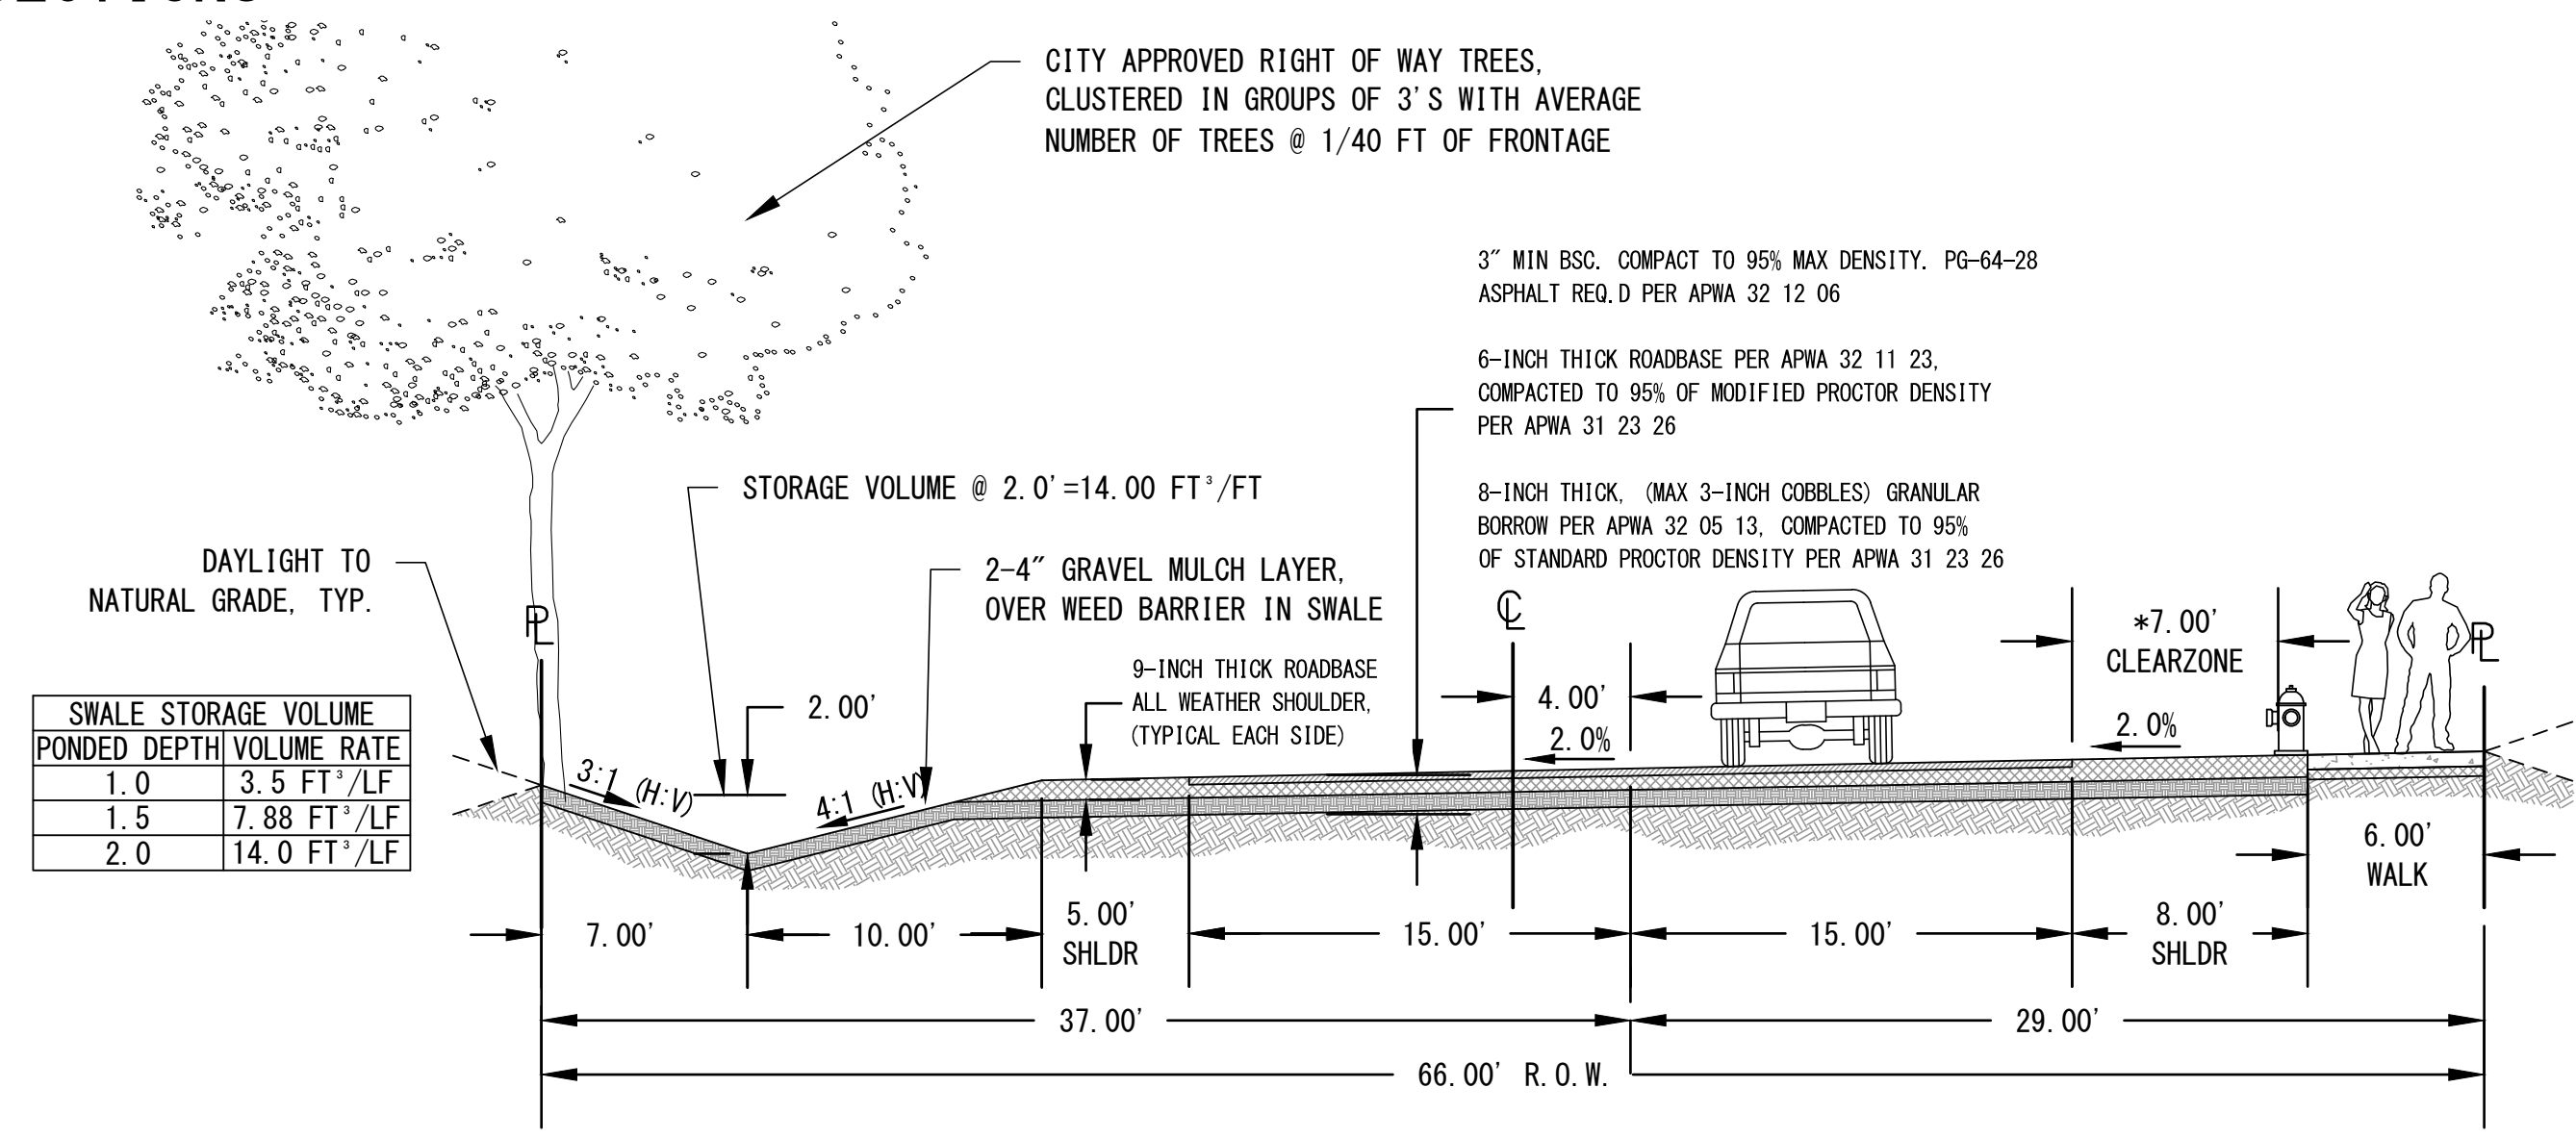 CITY APPROVED RIGHT OF WAY TREES,
CLUSTERED IN GROUPS OF 3'S WITH AVERAGE
NUMBER OF TREES @ 1/40 FT OF FRONTAGE
3" MIN BSC. COMPACT TO 95% MAX DENSITY. PG-64-28
ASPHALT REQ.D PER APWA 32 12 06
6-INCH THICK ROADBASE PER APWA 32 11 23,
COMPACTED TO 95% OF MODIFIED PROCTOR DENSITY
PER APWA 31 23 26
8-INCH THICK, (MAX 3-INCH COBBLES) GRANULAR
BORROW PER APWA 32 05 13, COMPACTED TO 95%
OF STANDARD PROCTOR DENSITY PER APWA 31 23 26
STORAGE VOLUME @ 2.0'=14.00 FT³/FT
DAYLIGHT TO
NATURAL GRADE, TYP.
2-4" GRAVEL MULCH LAYER,
OVER WEED BARRIER IN SWALE
9-INCH THICK ROADBASE
ALL WEATHER SHOULDER,
(TYPICAL EACH SIDE)
PL
CL
PL
*7.00'
CLEARZONE
4.00'
2.0%
2.0%
2.00'
3:1 (H:V)
4:1 (H:V)
SWALE STORAGE VOLUME
PONDED DEPTH VOLUME RATE
1.0 3.5 FT³/LF
1.5 7.88 FT³/LF
2.0 14.0 FT³/LF
6.00'
WALK
7.00'
10.00'
5.00'
SHLDR
15.00'
15.00'
8.00'
SHLDR
37.00'
29.00'
66.00' R.O.W.